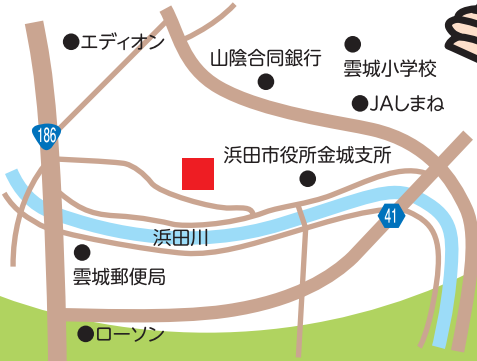 エディオン
山陰合同銀行
雲城小学校
JAしまね
186
浜田市役所金城支所
41
浜田川
雲城郵便局
ローソン